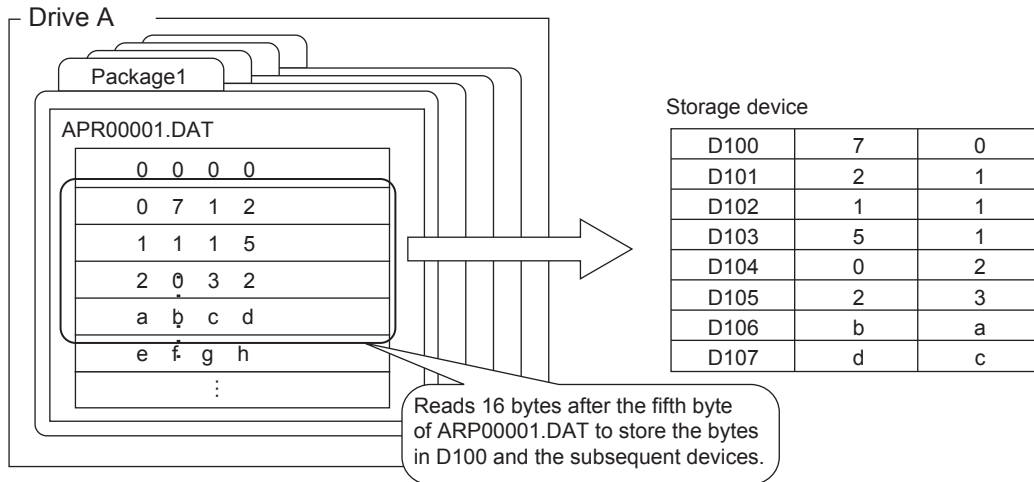 Drive A
Package1
APR00001.DAT
0 0 0 0
0 7 1 2
1 1 1 5
2 0 3 2
a b c d
e f g h
⋮
Reads 16 bytes after the fifth byte
of ARP00001.DAT to store the bytes
in D100 and the subsequent devices.
Storage device
D100 7 0
D101 2 1
D102 1 1
D103 5 1
D104 0 2
D105 2 3
D106 b a
D107 d c